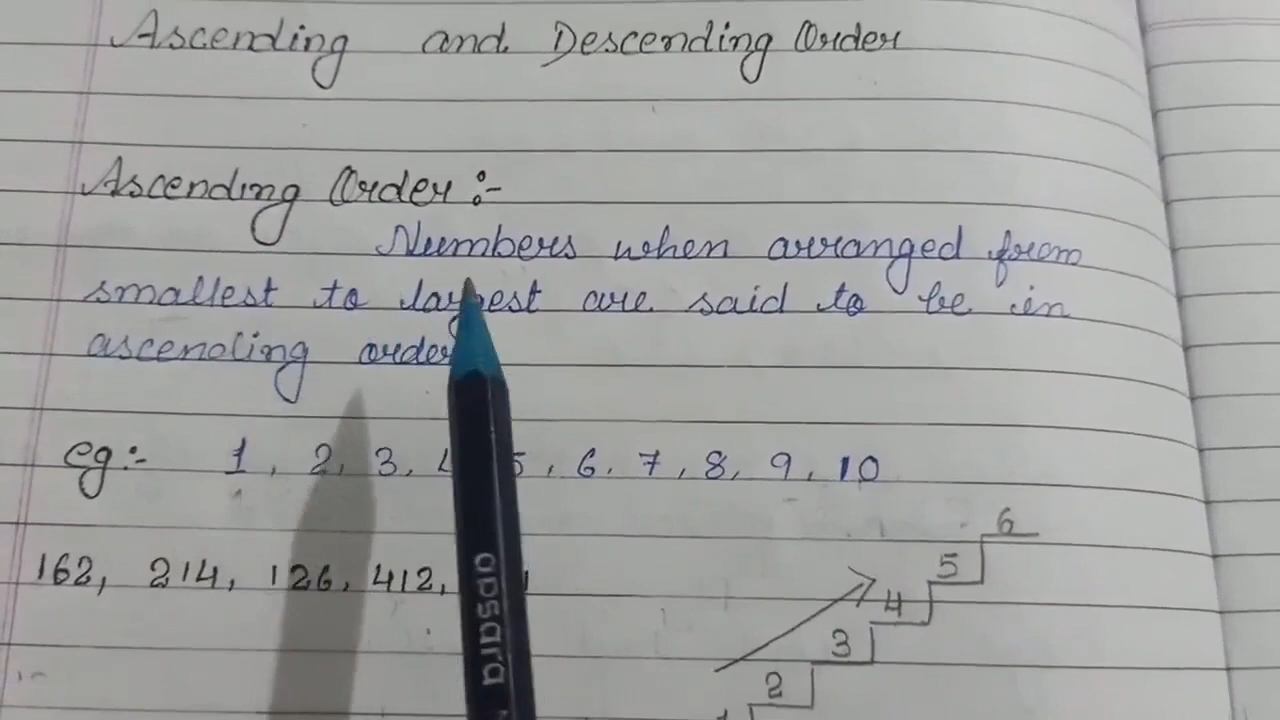 Ascending and Descending Order
Ascending Order :-
Numbers when arranged from
smallest to largest are said to be in
ascending order
eg:- 1, 2, 3, 5, 6, 7, 8, 9, 10
162, 214, 126, 412,
6
5
4
3
2
apsara